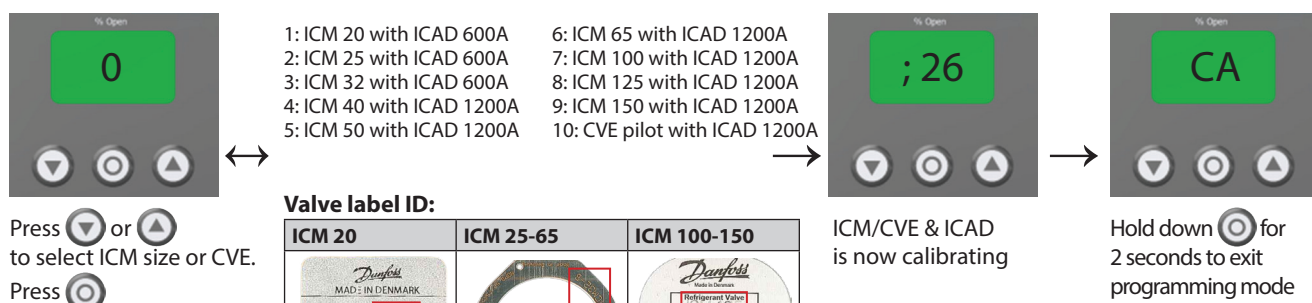 % Open
0
Press or
to select ICM size or CVE.
Press
1: ICM 20 with ICAD 600A
2: ICM 25 with ICAD 600A
3: ICM 32 with ICAD 600A
4: ICM 40 with ICAD 1200A
5: ICM 50 with ICAD 1200A
6: ICM 65 with ICAD 1200A
7: ICM 100 with ICAD 1200A
8: ICM 125 with ICAD 1200A
9: ICM 150 with ICAD 1200A
10: CVE pilot with ICAD 1200A
Valve label ID:
ICM 20 ICM 25-65 ICM 100-150
Danfoss
MADE IN DENMARK
Danfoss
Made in Denmark
Refrigerant Valve
% Open
; 26
ICM/CVE & ICAD
is now calibrating
% Open
CA
Hold down for
2 seconds to exit
programming mode